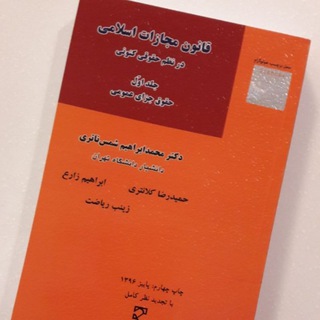 قانون مجازات اسلامی
در نظم حقوقی کنونی
جلد اوّل
حقوق جزای عمومی
دکتر محمدابراهیم شمس ناتری
دانشیار دانشگاه تهران
حمیدرضا کلانتری ابراهیم زارع
زینب ریاضت
چاپ چهارم: پاییز ۱۳۹۶
با تجدید نظر کامل